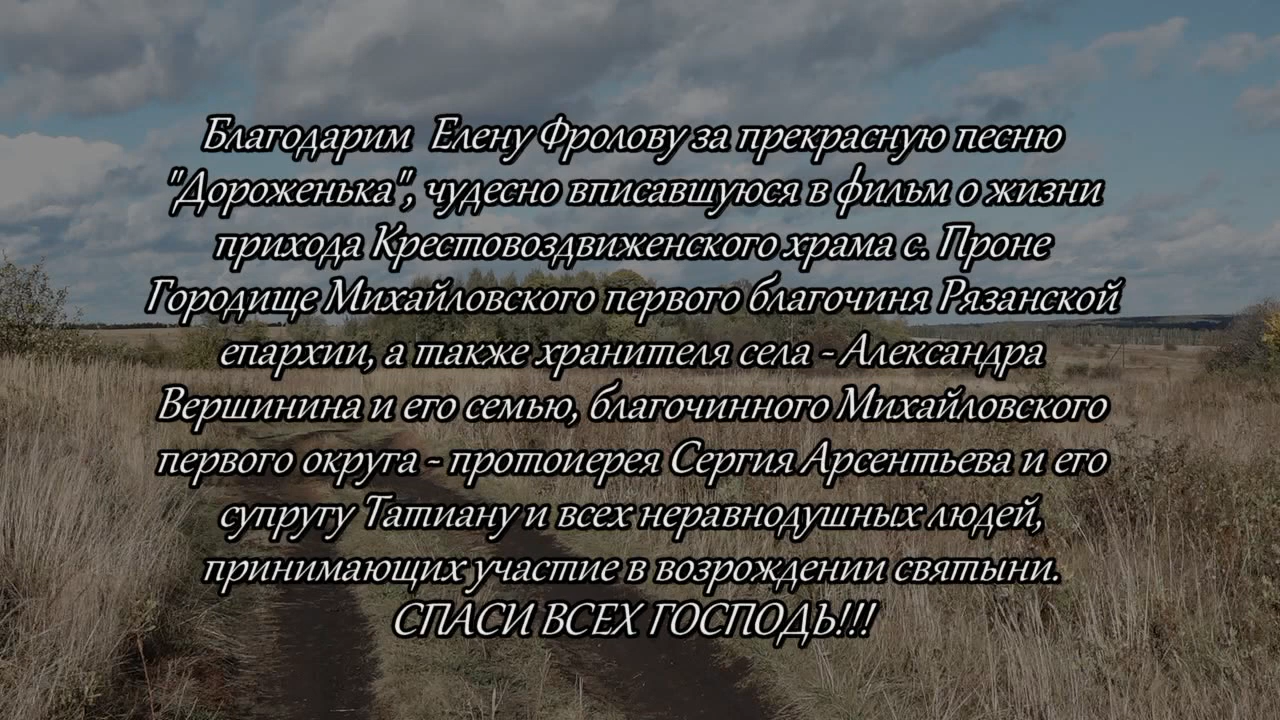 Благодарим Елену Фролову за прекрасную песню
"Дороженька", чудесно вписавшуюся в фильм о жизни
прихода Крестовоздвиженского храма с. Проне
Городище Михайловского первого благочиня Рязанской
епархии, а также хранителя села - Александра
Вершинина и его семью, благочинного Михайловского
первого округа - протоиерея Сергия Арсентьева и его
супругу Татиану и всех неравнодушных людей,
принимающих участие в возрождении святыни.
СПАСИ ВСЕХ ГОСПОДЬ!!!